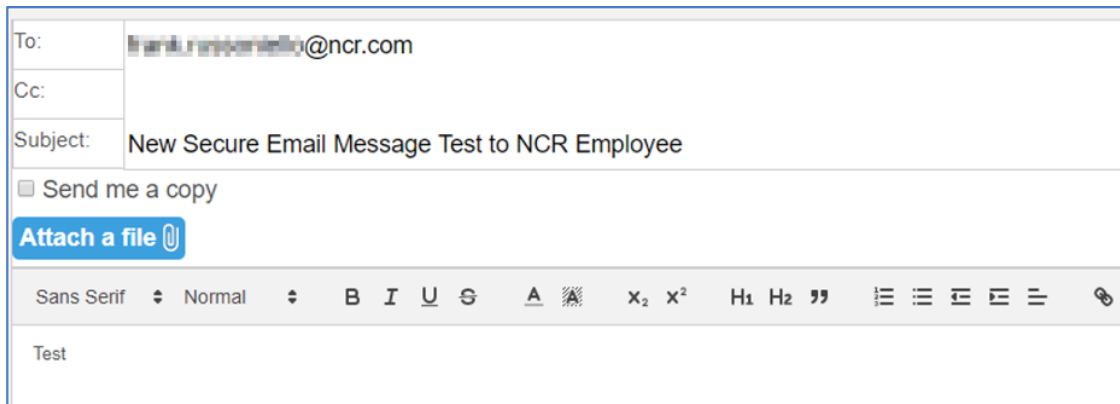 To: @ncr.com
Cc:
Subject: New Secure Email Message Test to NCR Employee
Send me a copy
Attach a file
Sans Serif Normal B I U S A A X₂ X² H1 H2
Test